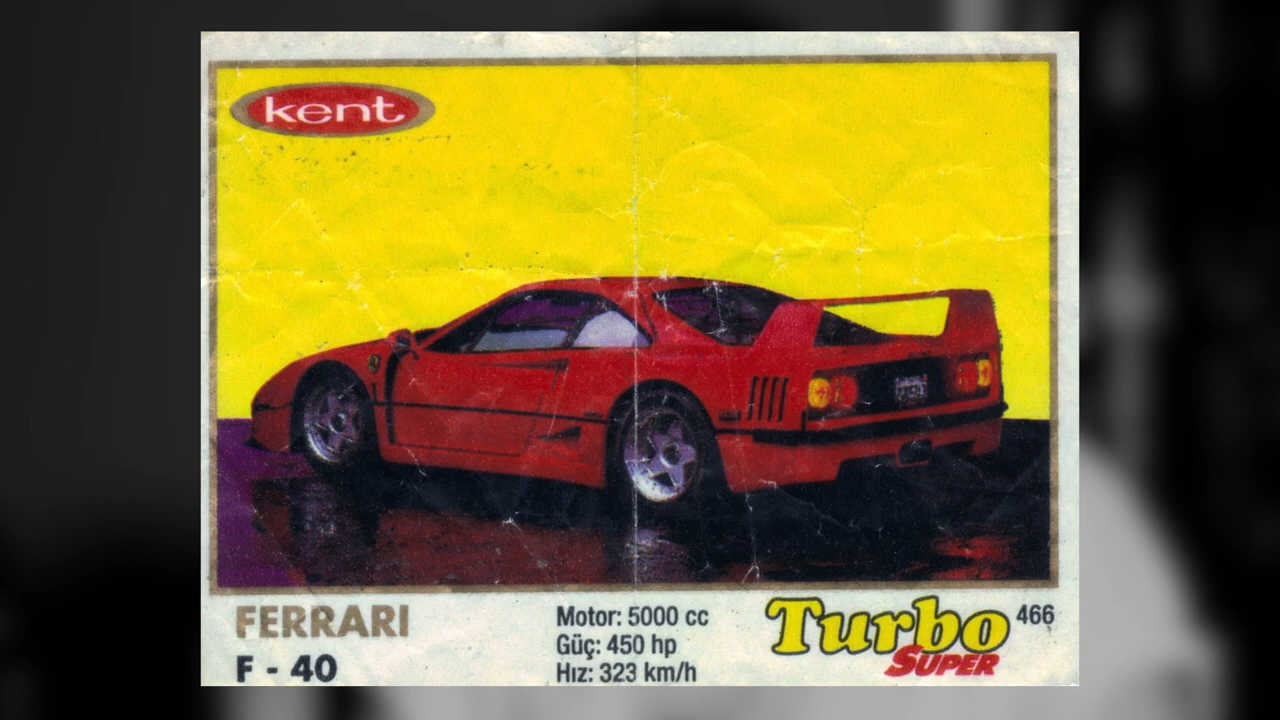 kent
FERRARI
F - 40
Motor: 5000 cc
Güç: 450 hp
Hız: 323 km/h
Turbo 466
SUPER